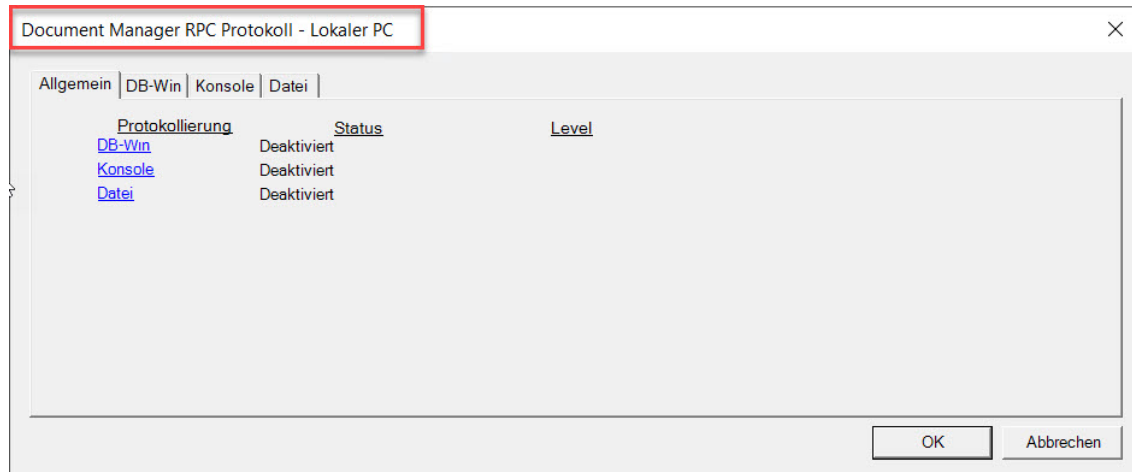 Document Manager RPC Protokoll - Lokaler PC
Allgemein DB-Win Konsole Datei
Protokollierung Status Level
DB-Win Deaktiviert
Konsole Deaktiviert
Datei Deaktiviert
OK Abbrechen